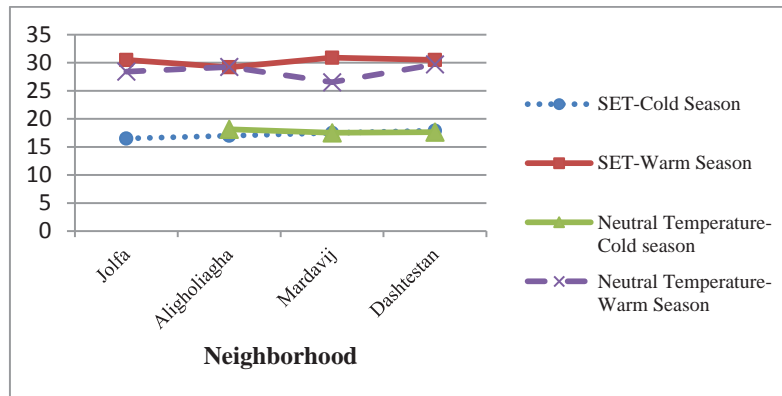 35
30
25
20
15
10
5
0
Jolfa
Aligholiagha
Mardavij
Dashtestan
Neighborhood
SET-Cold Season
SET-Warm Season
Neutral Temperature-
Cold season
Neutral Temperature-
Warm Season